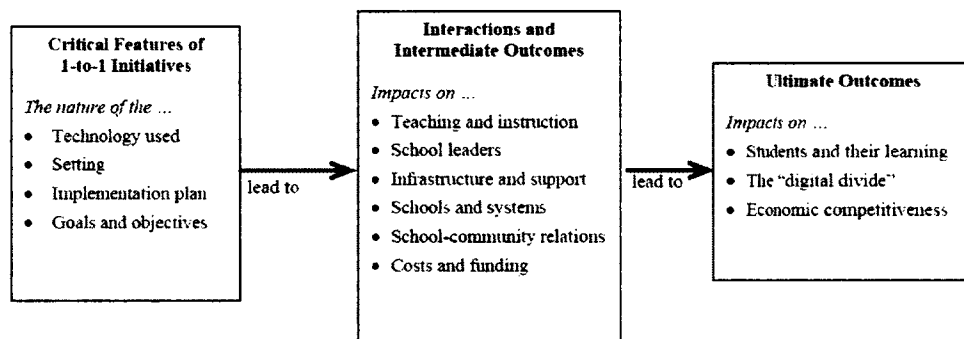 Critical Features of
1-to-1 Initiatives
The nature of the ...
• Technology used
• Setting
• Implementation plan
• Goals and objectives
lead to
Interactions and
Intermediate Outcomes
Impacts on ...
• Teaching and instruction
• School leaders
• Infrastructure and support
• Schools and systems
• School-community relations
• Costs and funding
lead to
Ultimate Outcomes
Impacts on ...
• Students and their learning
• The “digital divide”
• Economic competitiveness